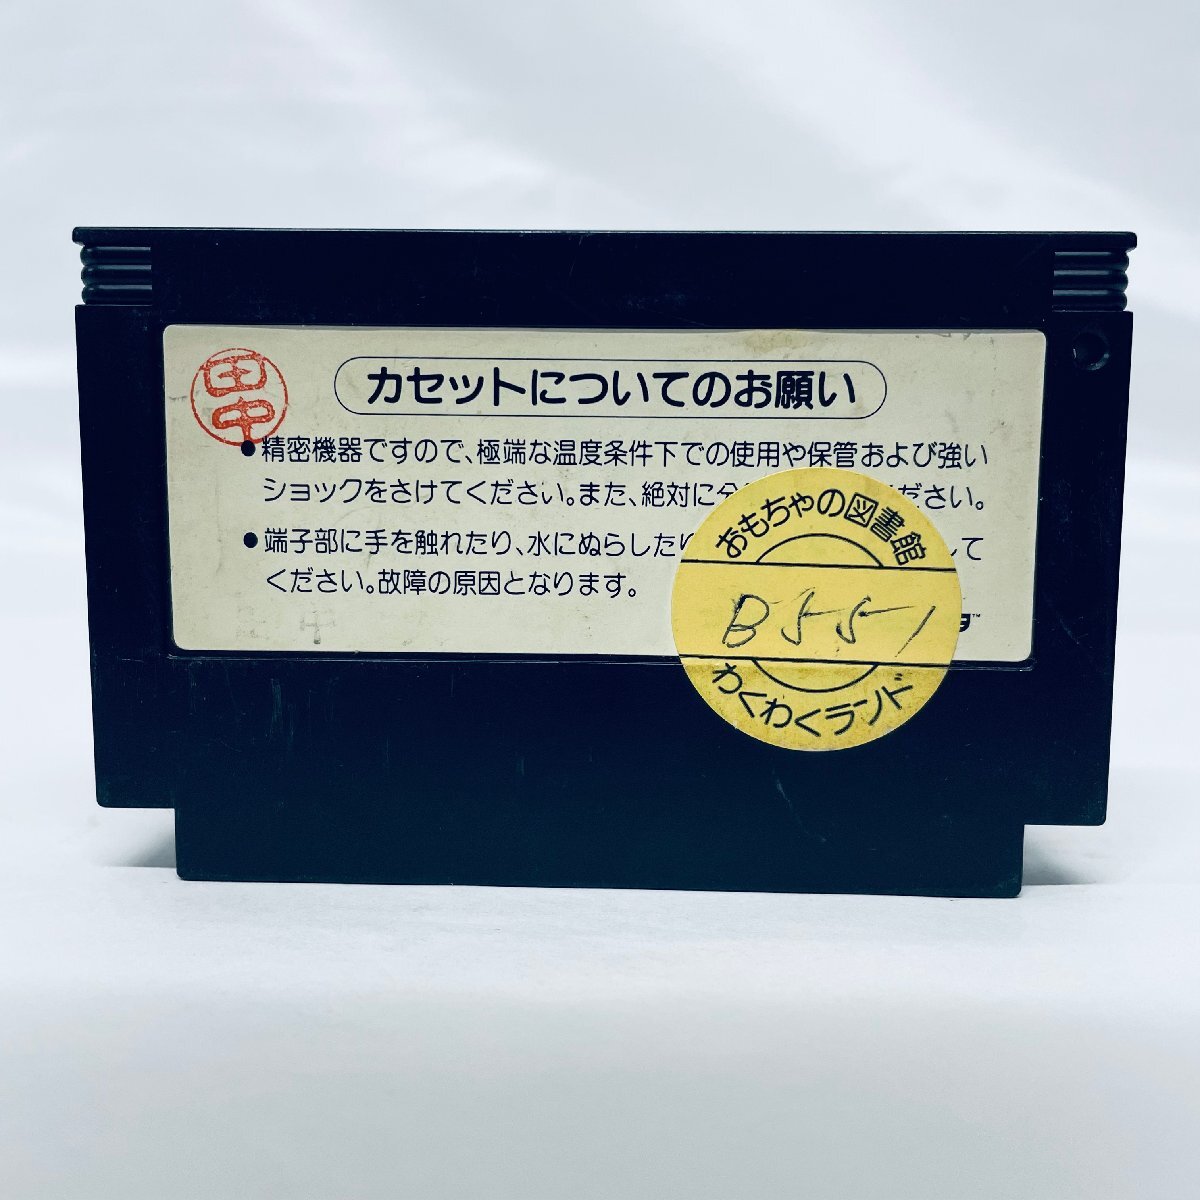 田中
カセットについてのお願い
●精密機器ですので、極端な温度条件下での使用や保管および強い
ショックをさけてください。また、絶対に分ださい。
●端子部に手を触れたり、水にぬらしたりして
ください。故障の原因となります。
おもちゃの図書館
B551
わくわくランド